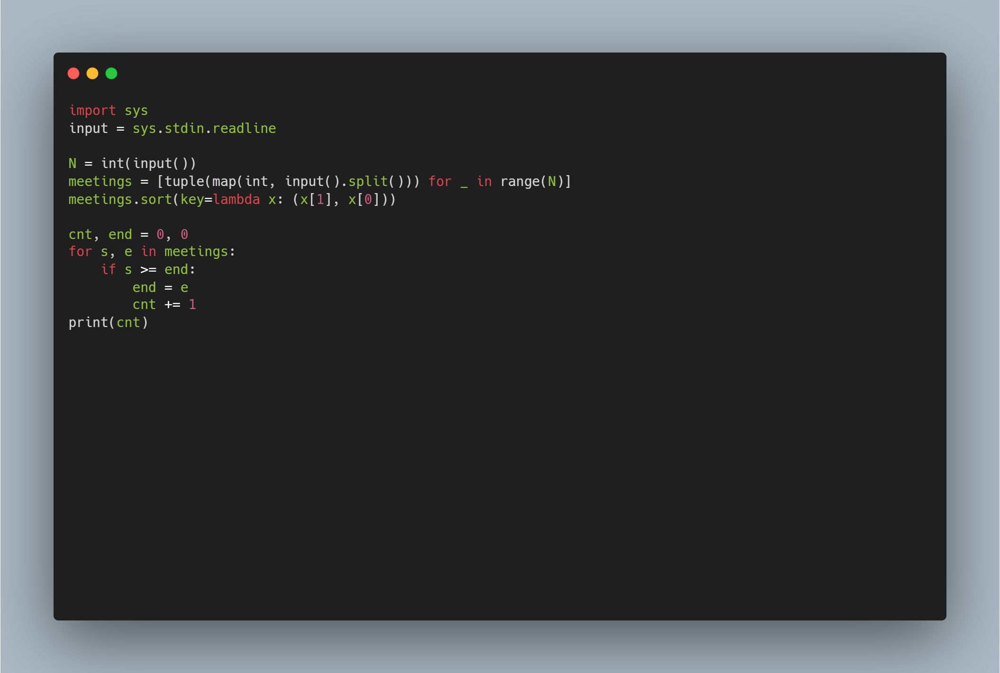 import sys
input = sys.stdin.readline

N = int(input())
meetings = [tuple(map(int, input().split())) for _ in range(N)]
meetings.sort(key=lambda x: (x[1], x[0]))

cnt, end = 0, 0
for s, e in meetings:
    if s >= end:
        end = e
        cnt += 1
print(cnt)